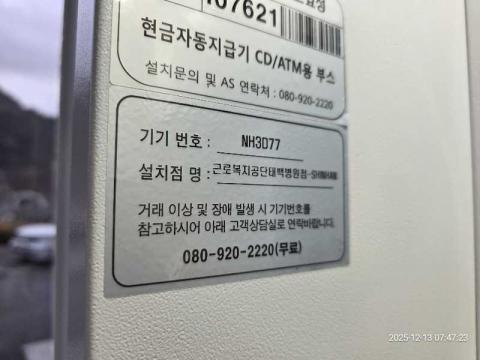 107621
현금자동지급기 CD/ATM용 부스
설치문의 및 AS 연락처 : 080-920-2220
기기 번호 : NH3D77
설치점 명 : 근로복지공단태백병원점-SHINHAN
거래 이상 및 장애 발생 시 기기번호를
참고하시어 아래 고객상담실로 연락바랍니다.
080-920-2220(무료)
2025-12-13 07:47:23